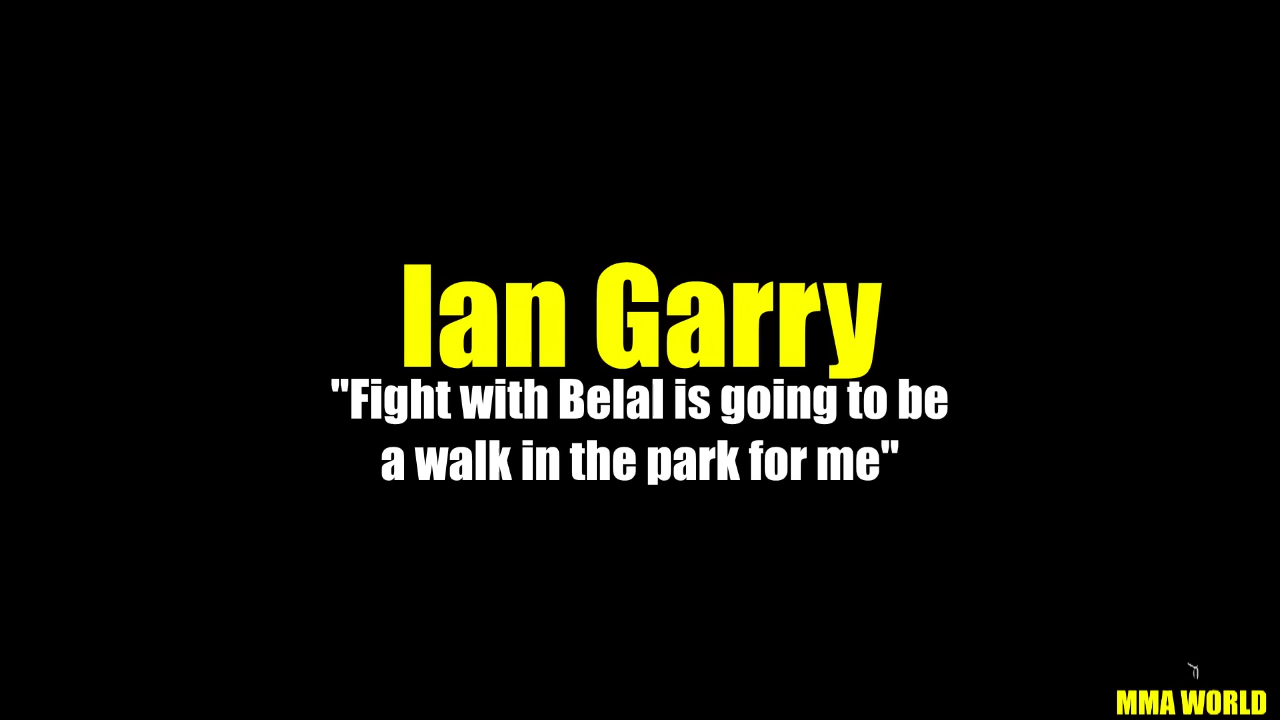 Ian Garry
"Fight with Belal is going to be
a walk in the park for me"
MMA WORLD